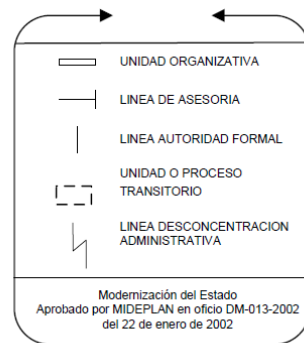 UNIDAD ORGANIZATIVA
LINEA DE ASESORIA
LINEA AUTORIDAD FORMAL
UNIDAD O PROCESO
TRANSITORIO
LINEA DESCONCENTRACION
ADMINISTRATIVA
Modernización del Estado
Aprobado por MIDEPLAN en oficio DM-013-2002
del 22 de enero de 2002